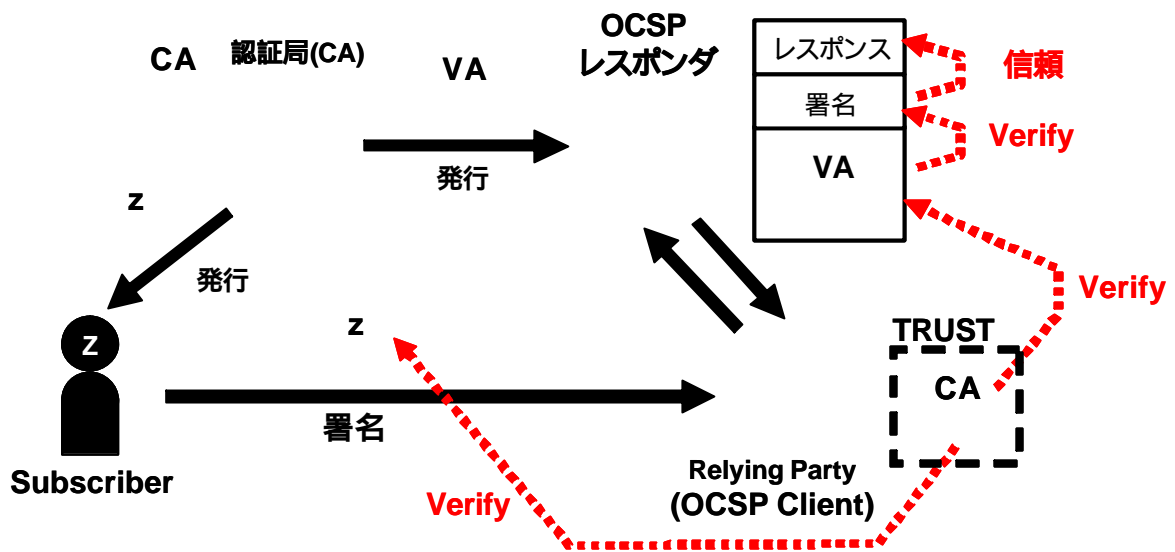 CA
認証局(CA)
VA
OCSP
レスポンダ
レスポンス
署名
VA
信頼
Verify
発行
z
発行
Z
Subscriber
z
署名
Verify
TRUST
CA
Verify
Relying Party
(OCSP Client)